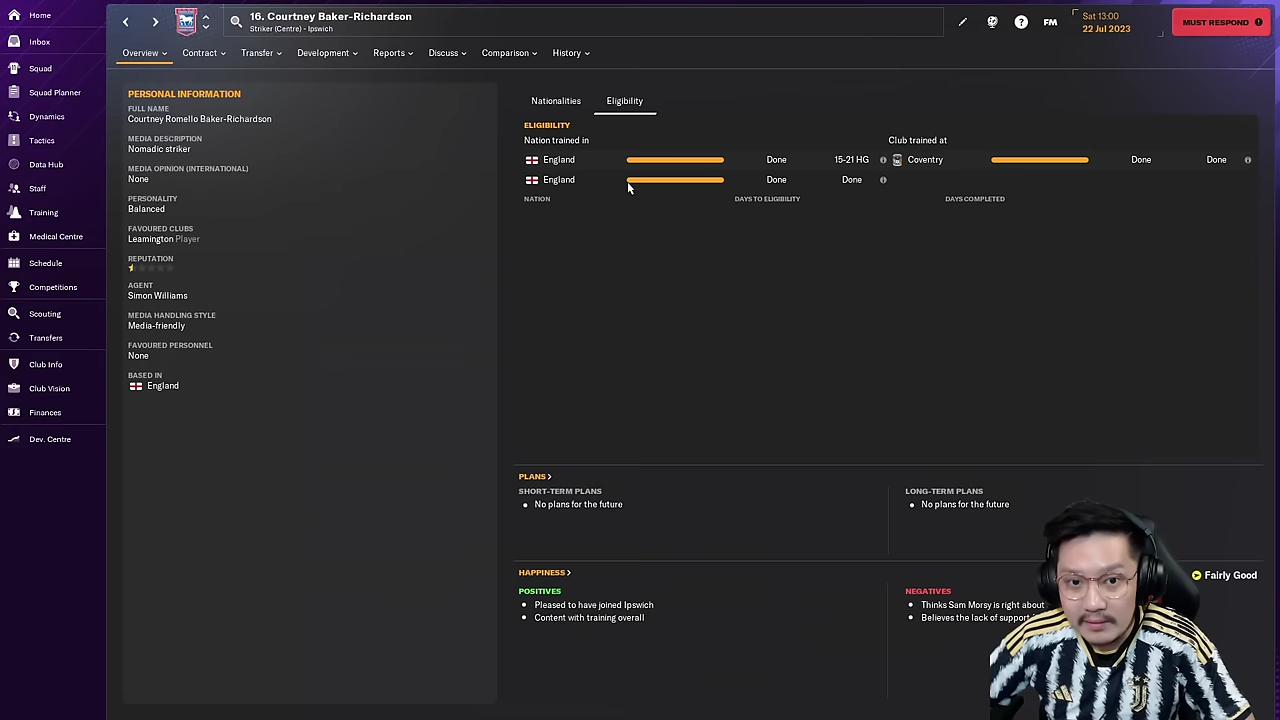 16. Courtney Baker-Richardson
Striker (Centre) - Ipswich
FM
Sat 13:00
22 Jul 2023
MUST RESPOND
Home
Inbox
Squad
Squad Planner
Dynamics
Tactics
Data Hub
Staff
Training
Medical Centre
Schedule
Competitions
Scouting
Transfers
Club Info
Club Vision
Finances
Dev. Centre
Overview
Contract
Transfer
Development
Reports
Discuss
Comparison
History
PERSONAL INFORMATION
FULL NAME
Courtney Romello Baker-Richardson
MEDIA DESCRIPTION
Nomadic striker
MEDIA OPINION (INTERNATIONAL)
None
PERSONALITY
Balanced
FAVOURED CLUBS
Leamington Player
REPUTATION
AGENT
Simon Williams
MEDIA HANDLING STYLE
Media-friendly
FAVOURED PERSONNEL
None
BASED IN
England
Nationalities Eligibility
ELIGIBILITY
Nation trained in Club trained at
England Done 15-21 HG Coventry Done Done
England Done Done
NATION DAYS TO ELIGIBILITY DAYS COMPLETED
PLANS >
SHORT-TERM PLANS
No plans for the future
LONG-TERM PLANS
No plans for the future
HAPPINESS >
Fairly Good
POSITIVES
Pleased to have joined Ipswich
Content with training overall
NEGATIVES
Thinks Sam Morsy is right about
Believes the lack of support